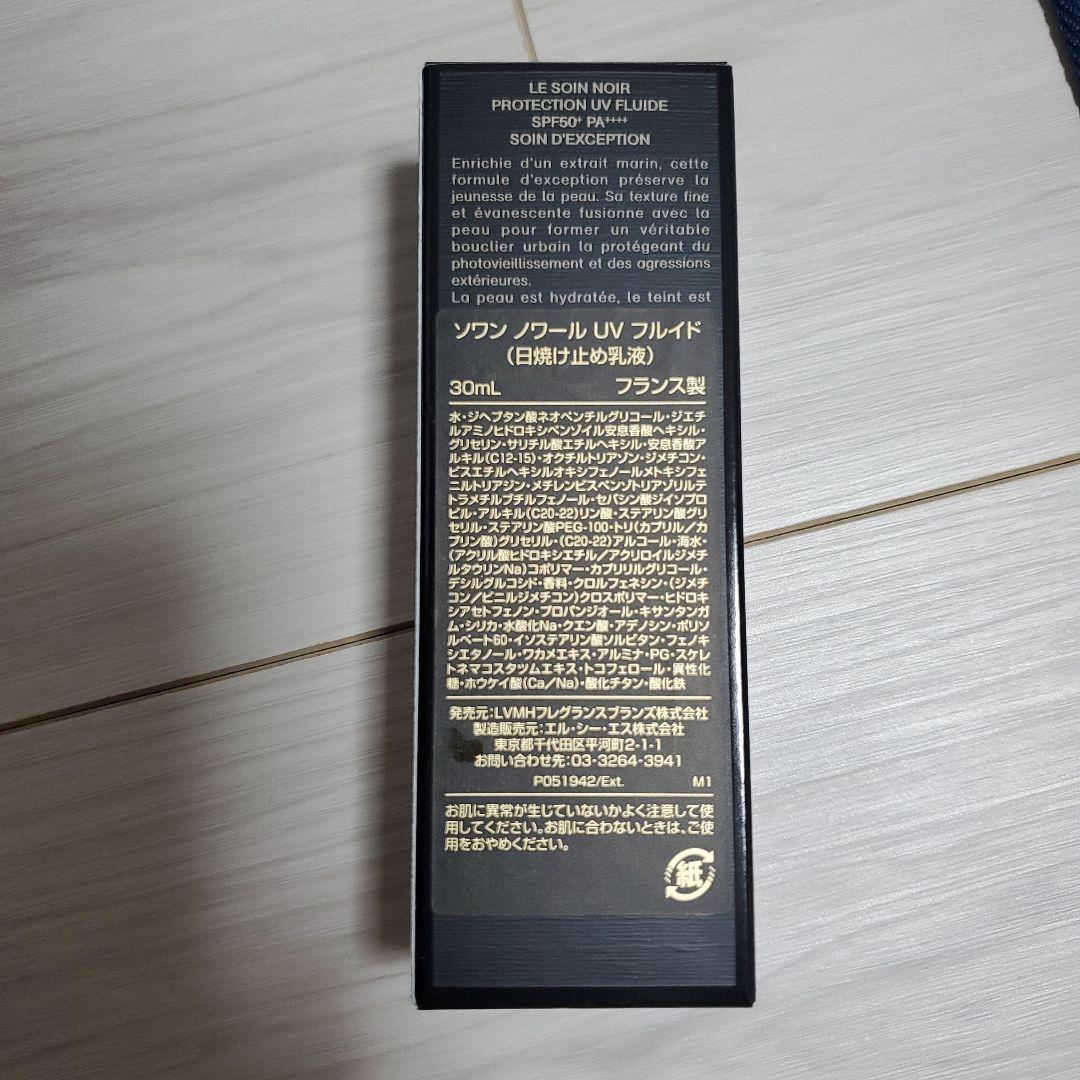 LE SOIN NOIR
PROTECTION UV FLUIDE
SPF50+ PA++++
SOIN D'EXCEPTION
Enrichie d'un extrait marin, cette
formule d'exception préserve la
jeunesse de la peau. Sa texture fine
et évanescente fusionne avec la
peau pour former un véritable
bouclier urbain la protégeant du
photovieillissement et des agressions
extérieures.
La peau est hydratée, le teint est
ソワン ノワール UV フルイド
(日焼け止め乳液)
30mL フランス製
水・ジヘプタン酸ネオペンチルグリコール・ジエチ
ルアミノヒドロキシベンゾイル安息香酸ヘキシル・
グリセリン・サリチル酸エチルヘキシル・安息香酸ア
ルキル(C12-15)・オクチルトリアゾン・ジメチコン・
ビスエチルヘキシルオキシフェノールメトキシフェ
ニルトリアジン・メチレンビスベンゾトリアゾリルテ
トラメチルブチルフェノール・セバシン酸ジイソプロ
ピル・アルキル(C20-22)リン酸・ステアリン酸グリ
セリル・ステアリン酸PEG-100・トリ(カプリル/カ
プリン酸)グリセリル・(C20-22)アルコール・海水・
(アクリル酸ヒドロキシエチル/アクリロイルジメチ
ルタウリンNa)コポリマー・カプリリルグリコール・
デシルグルコシド・香料・クロルフェネシン・(ジメチ
コン/ビニルジメチコン)クロスポリマー・ヒドロキ
シアセトフェノン・プロパンジオール・キサンタンガ
ム・シリカ・水酸化Na・クエン酸・アデノシン・ポリソ
ルベート60・イソステアリン酸ソルビタン・フェノキ
シエタノール・ワカメエキス・アルミナ・PG・スケレ
トネマコスタツムエキス・トコフェロール・異性化
糖・ホウケイ酸(Ca/Na)・酸化チタン・酸化鉄
発売元:LVMHフレグランスブランズ株式会社
製造販売元:エル・シー・エス株式会社
東京都千代田区平河町2-1-1
お問い合わせ先:03-3264-3941
P051942/Ext. M1
お肌に異常が生じていないかよく注意して使
用してください。お肌に合わないときは、ご使
用をおやめください。
紙